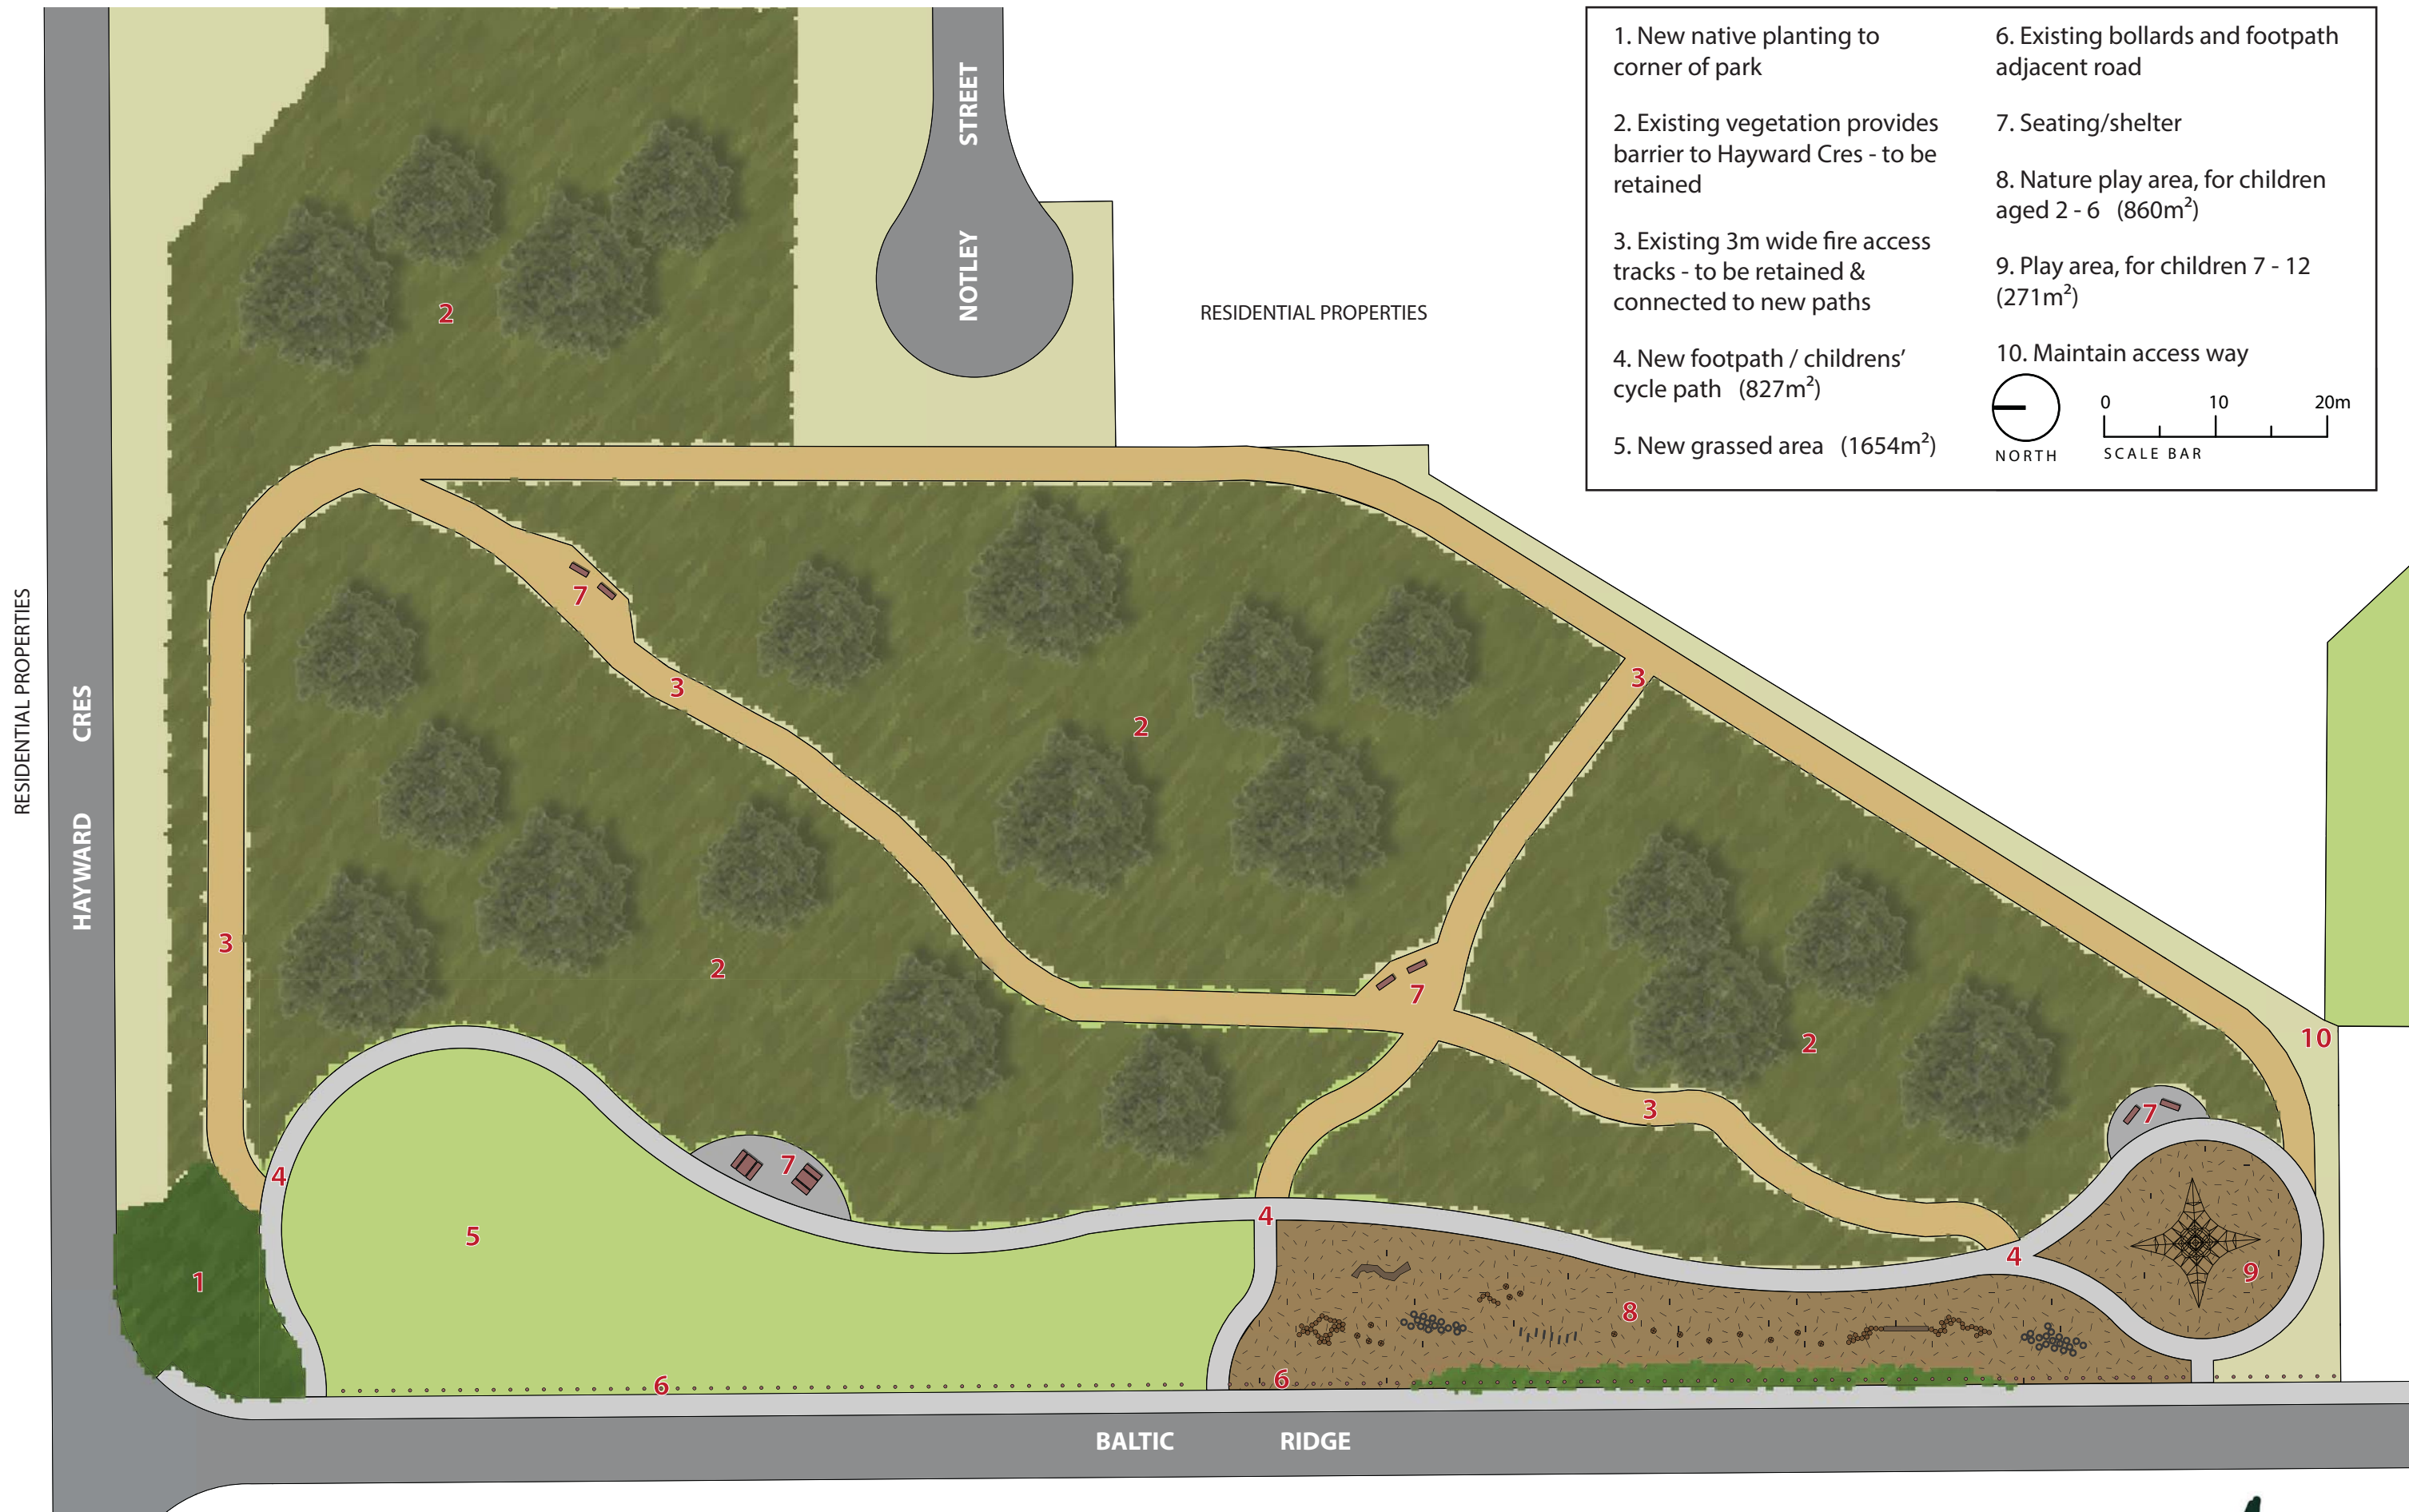 1. New native planting to
corner of park
2. Existing vegetation provides
barrier to Hayward Cres - to be
retained
3. Existing 3m wide fire access
tracks - to be retained &
connected to new paths
4. New footpath / childrens’
cycle path (827m²)
5. New grassed area (1654m²)
6. Existing bollards and footpath
adjacent road
7. Seating/shelter
8. Nature play area, for children
aged 2 - 6 (860m²)
9. Play area, for children 7 - 12
(271m²)
10. Maintain access way
NORTH
0 10 20m
SCALE BAR
NOTLEY STREET
RESIDENTIAL PROPERTIES
RESIDENTIAL PROPERTIES
HAYWARD CRES
2
7
3
3
2
3
2
7
2
10
3
7
4
7
4
5
4
1
9
8
6
6
BALTIC RIDGE